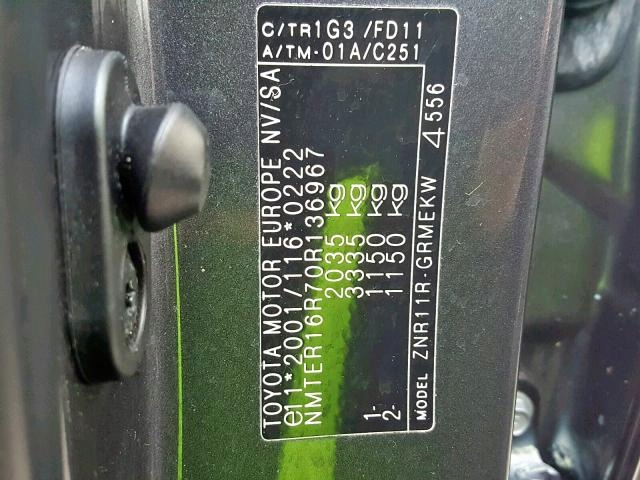 TOYOTA MOTOR EUROPE NV/SA
e11*2001/116*0222
NMTER16R70R136967
2035 kg
3335 kg
1- 1150 kg
2- 1150 kg
MODEL ZNR11R-GRMEKW 4556
C/TR1G3 /FD11
A/TM-01A/C251